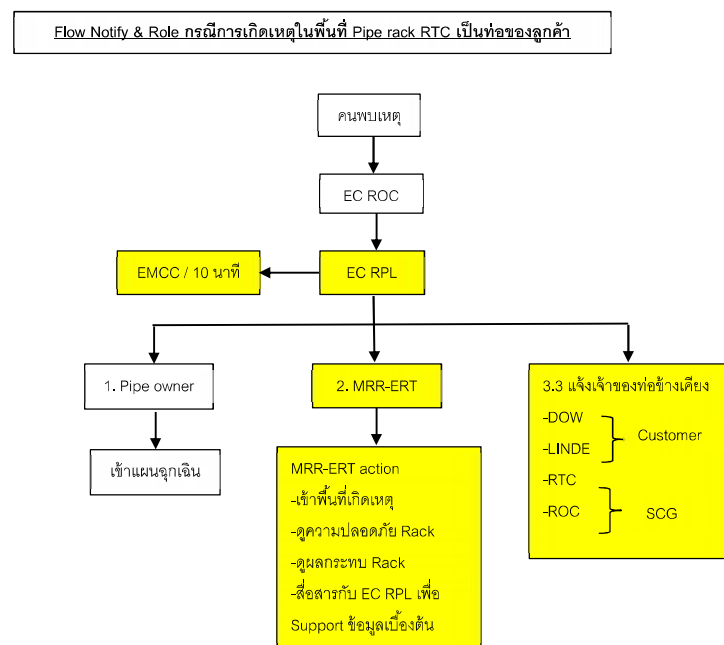 Flow Notify & Role กรณีการเกิดเหตุในพื้นที่ Pipe rack RTC เป็นท่อของลูกค้า
คนพบเหตุ
EC ROC
EMCC / 10 นาที
EC RPL
1. Pipe owner
2. MRR-ERT
3.3 แจ้งเจ้าของท่อข้างเคียง
-DOW
Customer
-LINDE
-RTC
-ROC
SCG
เข้าแผนฉุกเฉิน
MRR-ERT action
-เข้าพื้นที่เกิดเหตุ
-ดูความปลอดภัย Rack
-ดูผลกระทบ Rack
-สื่อสารกับ EC RPL เพื่อ
Support ข้อมูลเบื้องต้น